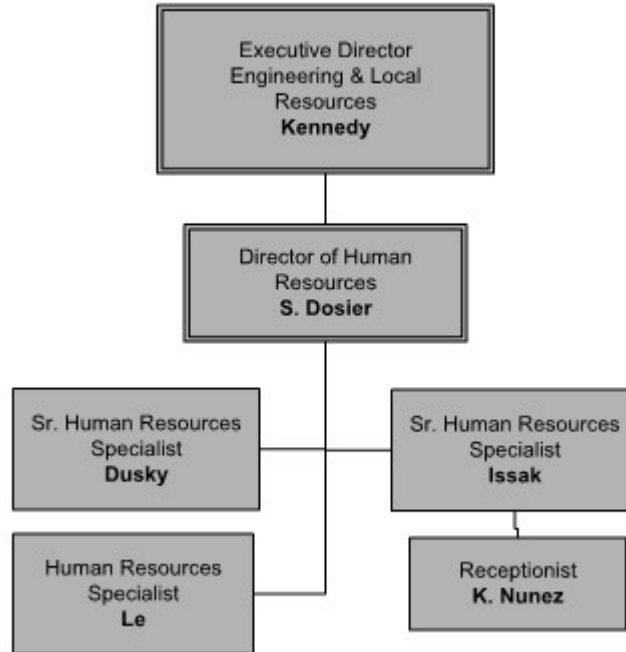 Executive Director
Engineering & Local
Resources
Kennedy
Director of Human
Resources
S. Dosier
Sr. Human Resources
Specialist
Dusky
Sr. Human Resources
Specialist
Issak
Human Resources
Specialist
Le
Receptionist
K. Nunez